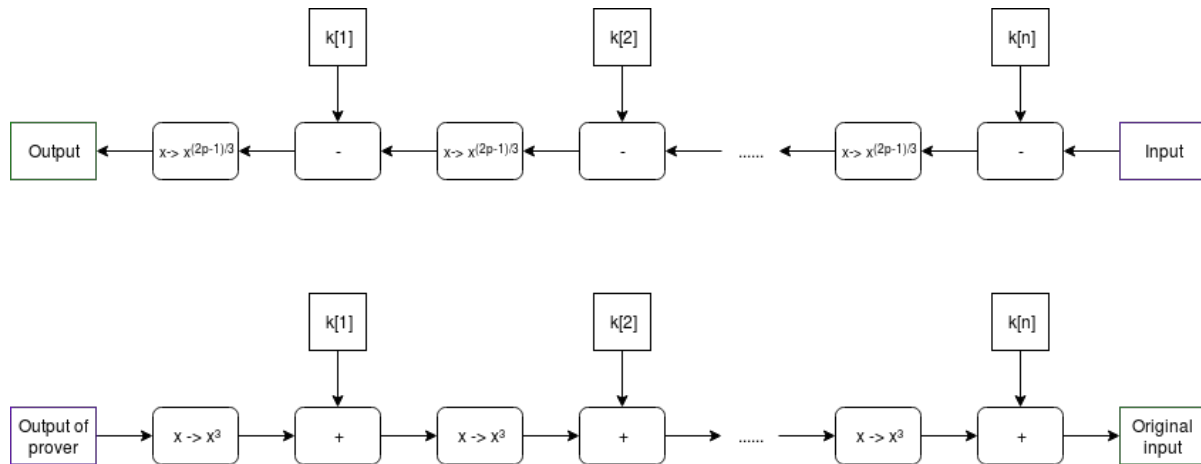 k[1]
k[2]
k[n]
Output
x-> x^(2p-1)/3
-
x-> x^(2p-1)/3
-
......
x-> x^(2p-1)/3
-
Input
k[1]
k[2]
k[n]
Output of
prover
x -> x³
+
x -> x³
+
......
x -> x³
+
Original
input